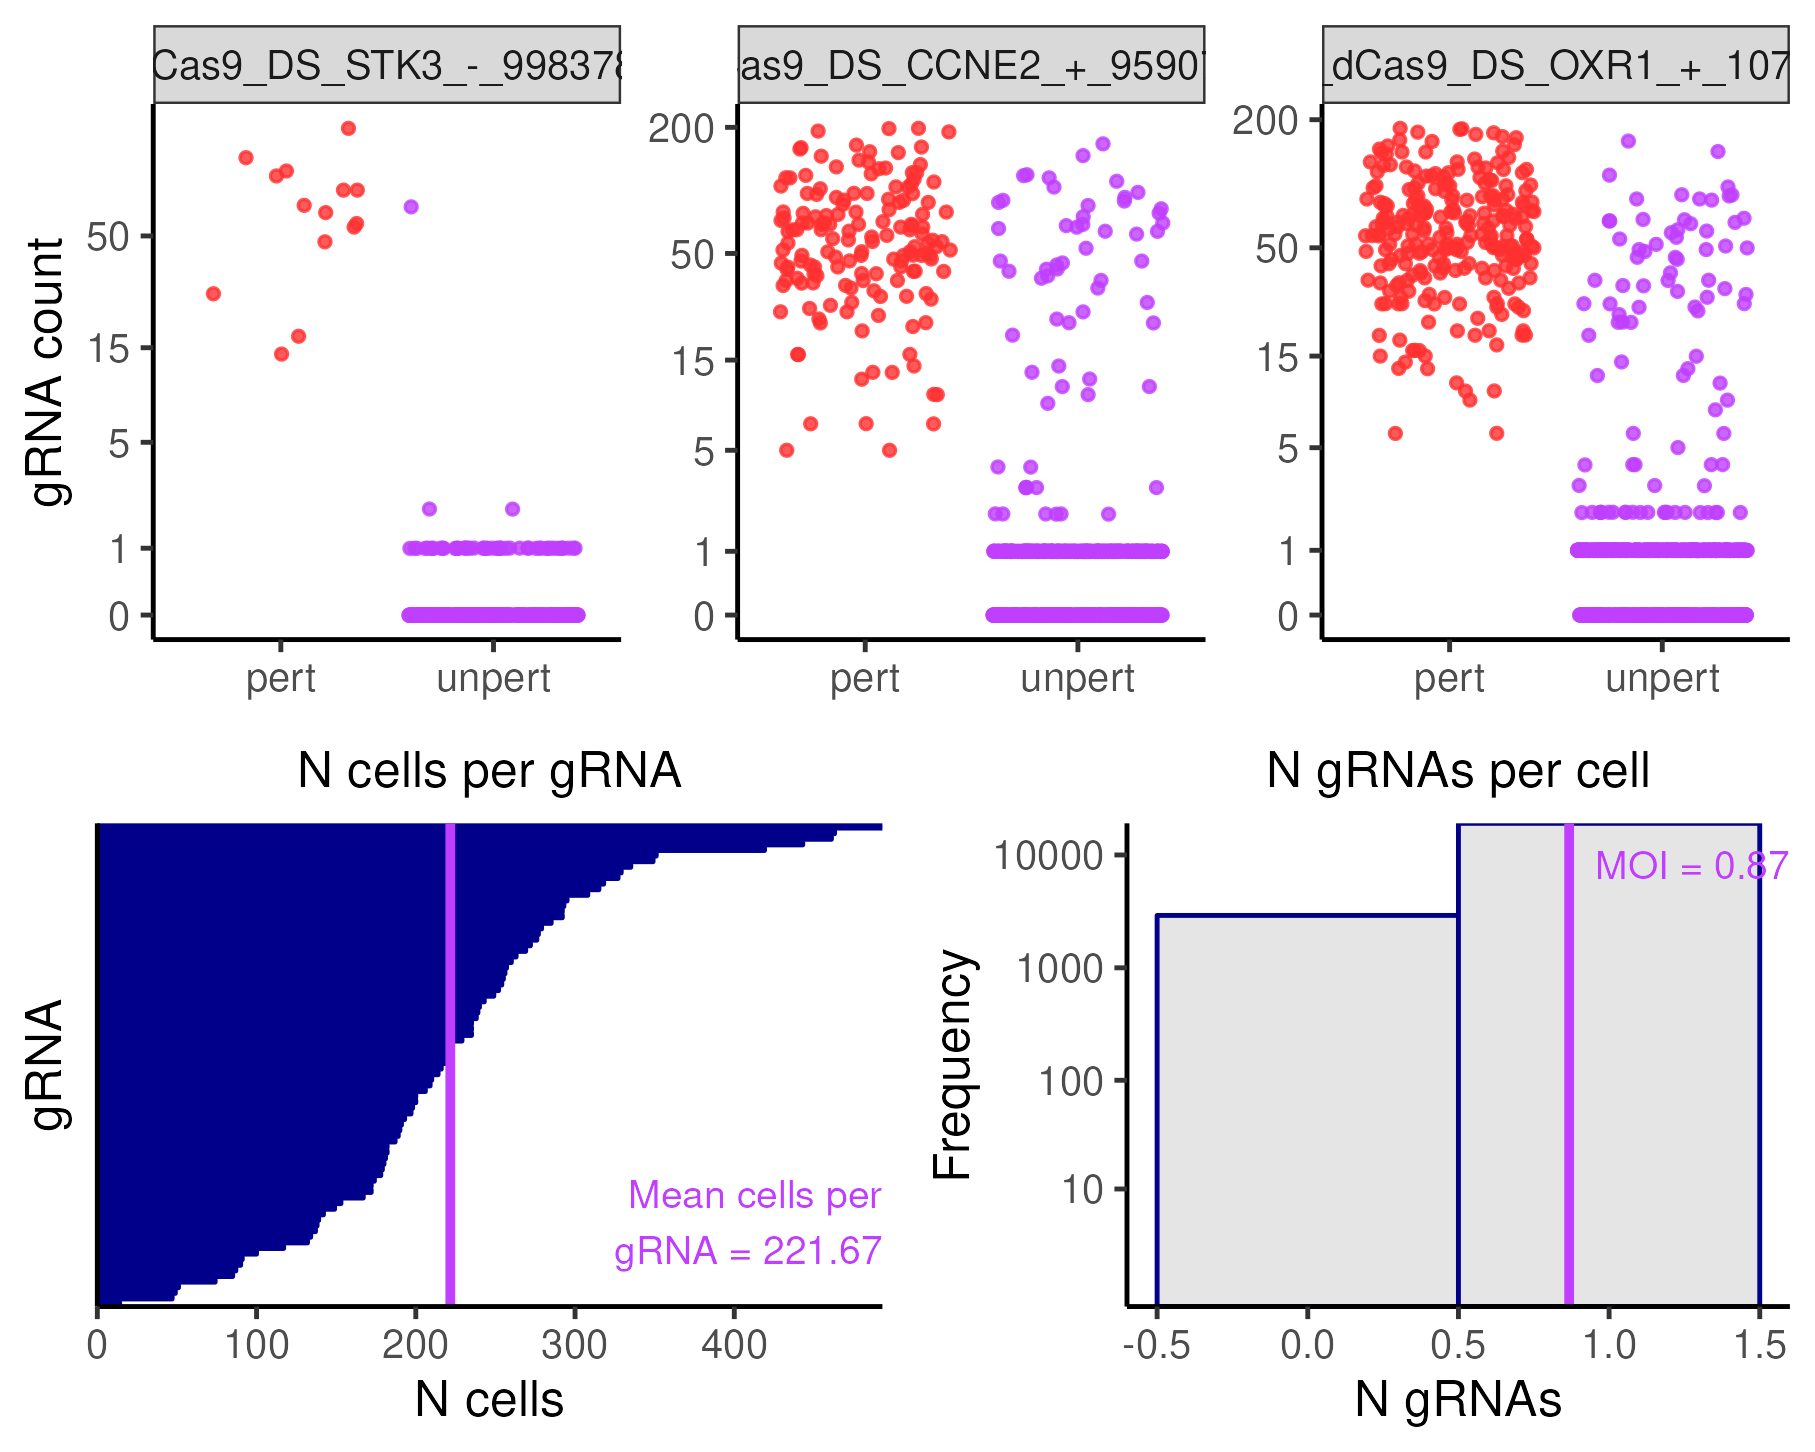 Cas9_DS_STK3_-_99837
as9_DS_CCNE2_+_9590
_dCas9_DS_OXR1_+_107
gRNA count
50
15
5
1
0
pert
unpert
200
50
15
5
1
0
pert
unpert
200
50
15
5
1
0
pert
unpert
N cells per gRNA
gRNA
Mean cells per
gRNA = 221.67
0
100
200
300
400
N cells
N gRNAs per cell
Frequency
10000
1000
100
10
MOI = 0.87
-0.5
0.0
0.5
1.0
1.5
N gRNAs